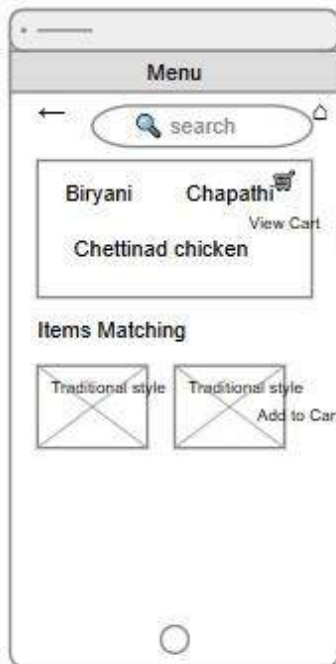 Menu
search
Biryani Chapathi
View Cart
Chettinad chicken
Items Matching
Traditional style Traditional style
Add to Car